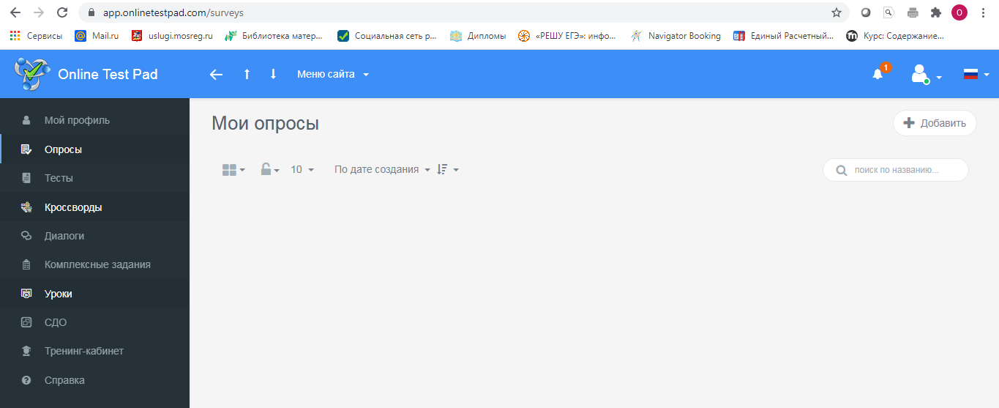 app.onlinetestpad.com/surveys
О
Сервисы
Mail.ru
uslugi.mosreg.ru
Библиотека матер...
Социальная сеть р...
Дипломы
«РЕШУ ЕГЭ»: инфо...
Navigator Booking
Единый Расчетный...
Курс: Содержание...
Online Test Pad
Меню сайта
1
Мой профиль
Опросы
Тесты
Кроссворды
Диалоги
Комплексные задания
Уроки
СДО
Тренинг-кабинет
Справка
Мои опросы
Добавить
10
По дате создания
поиск по названию...